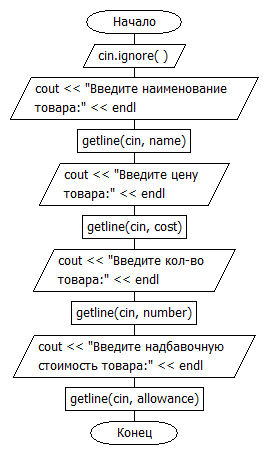 Начало
cin.ignore( )
cout << "Введите наименование
товара:" << endl
getline(cin, name)
cout << "Введите цену
товара:" << endl
getline(cin, cost)
cout << "Введите кол-во
товара:" << endl
getline(cin, number)
cout << "Введите надбавочную
стоимость товара:" << endl
getline(cin, allowance)
Конец